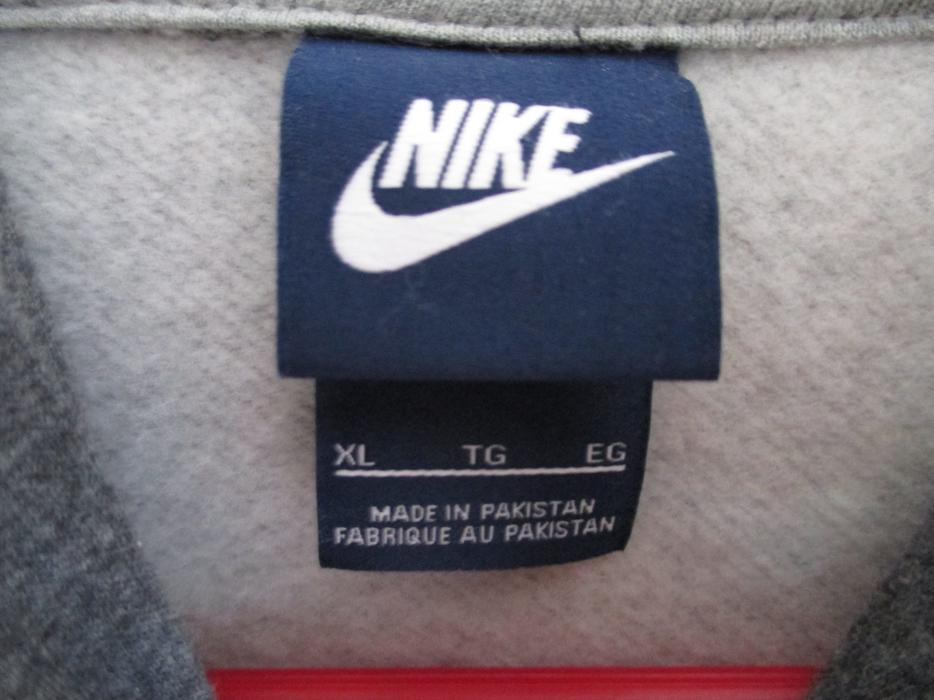 NIKE
XL TG EG
MADE IN PAKISTAN
FABRIQUE AU PAKISTAN